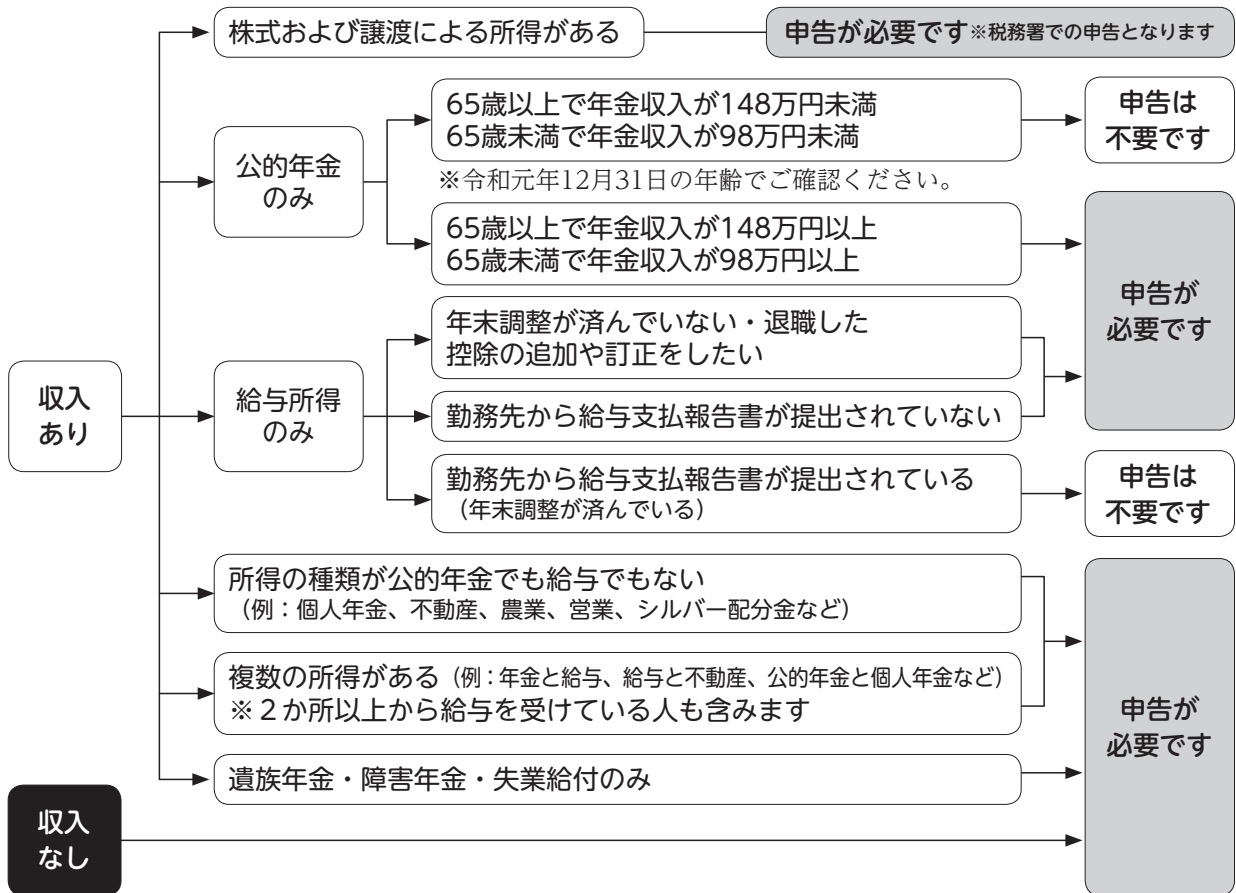 株式および譲渡による所得がある
申告が必要です※税務署での申告となります
65歳以上で年金収入が148万円未満
65歳未満で年金収入が98万円未満
申告は
不要です
公的年金
のみ
※令和元年12月31日の年齢でご確認ください。
65歳以上で年金収入が148万円以上
65歳未満で年金収入が98万円以上
申告が
必要です
年末調整が済んでいない・退職した
控除の追加や訂正をしたい
収入
あり
給与所得
のみ
勤務先から給与支払報告書が提出されていない
勤務先から給与支払報告書が提出されている
（年末調整が済んでいる）
申告は
不要です
所得の種類が公的年金でも給与でもない
（例：個人年金、不動産、農業、営業、シルバー配分金など）
複数の所得がある（例：年金と給与、給与と不動産、公的年金と個人年金など）
※２か所以上から給与を受けている人も含みます
申告が
必要です
遺族年金・障害年金・失業給付のみ
収入
なし